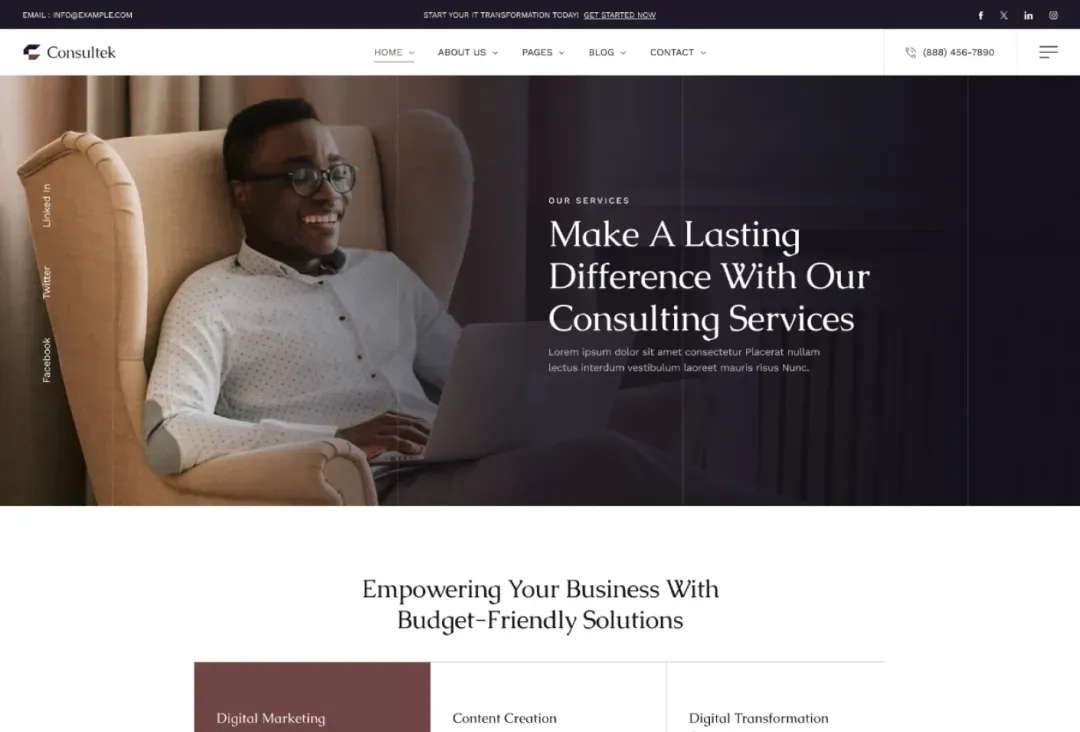 EMAIL : INFO@EXAMPLE.COM
START YOUR IT TRANSFORMATION TODAY! GET STARTED NOW
Consultek
HOME
ABOUT US
PAGES
BLOG
CONTACT
(888) 456-7890
Linked In
Twitter
Facebook
OUR SERVICES
Make A Lasting
Difference With Our
Consulting Services
Lorem ipsum dolor sit amet consectetur Placerat nullam
lectus interdum vestibulum laoreet mauris risus Nunc.
Empowering Your Business With
Budget-Friendly Solutions
Digital Marketing
Content Creation
Digital Transformation